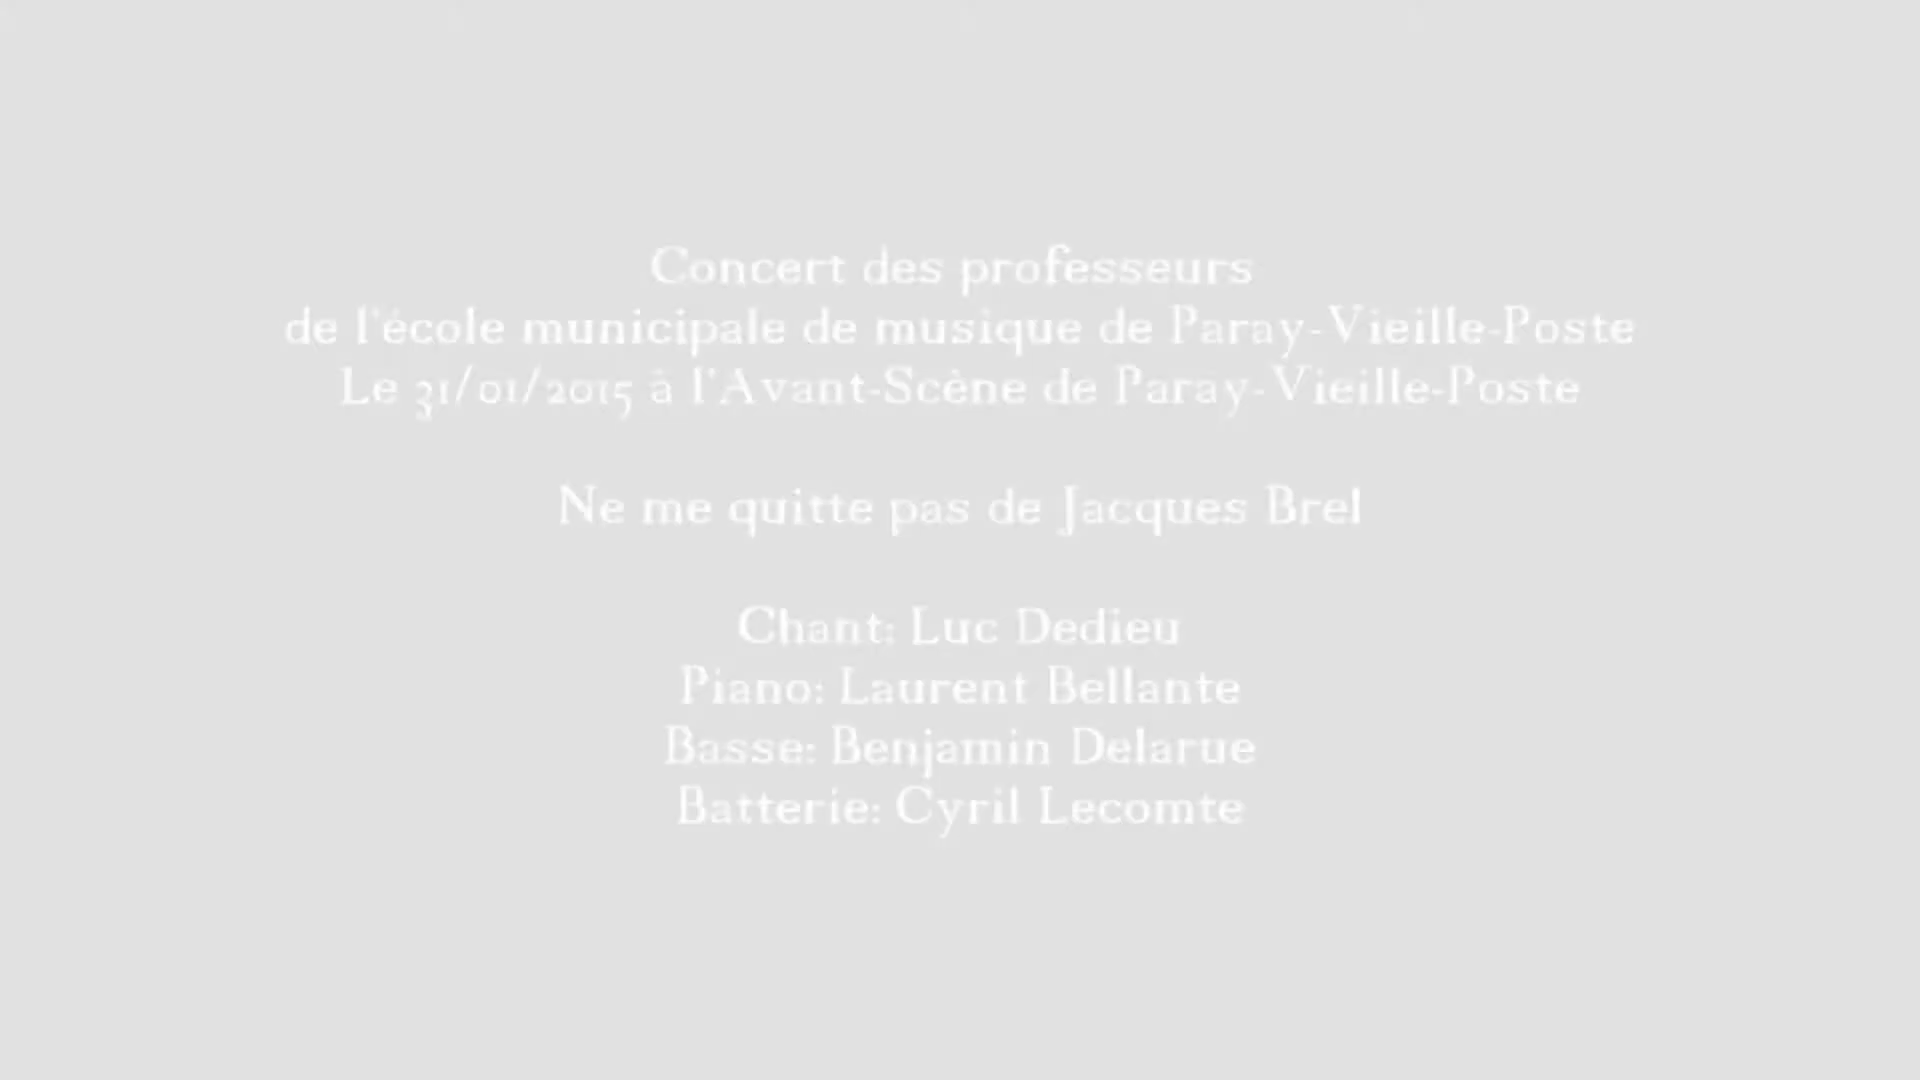 Concert des professeurs
de l'école municipale de musique de Paray-Vieille-Poste
Le 31/01/2015 à l'Avant-Scène de Paray-Vieille-Poste
Ne me quitte pas de Jacques Brel
Chant: Luc Dedieu
Piano: Laurent Bellante
Basse: Benjamin Delarue
Batterie: Cyril Lecomte